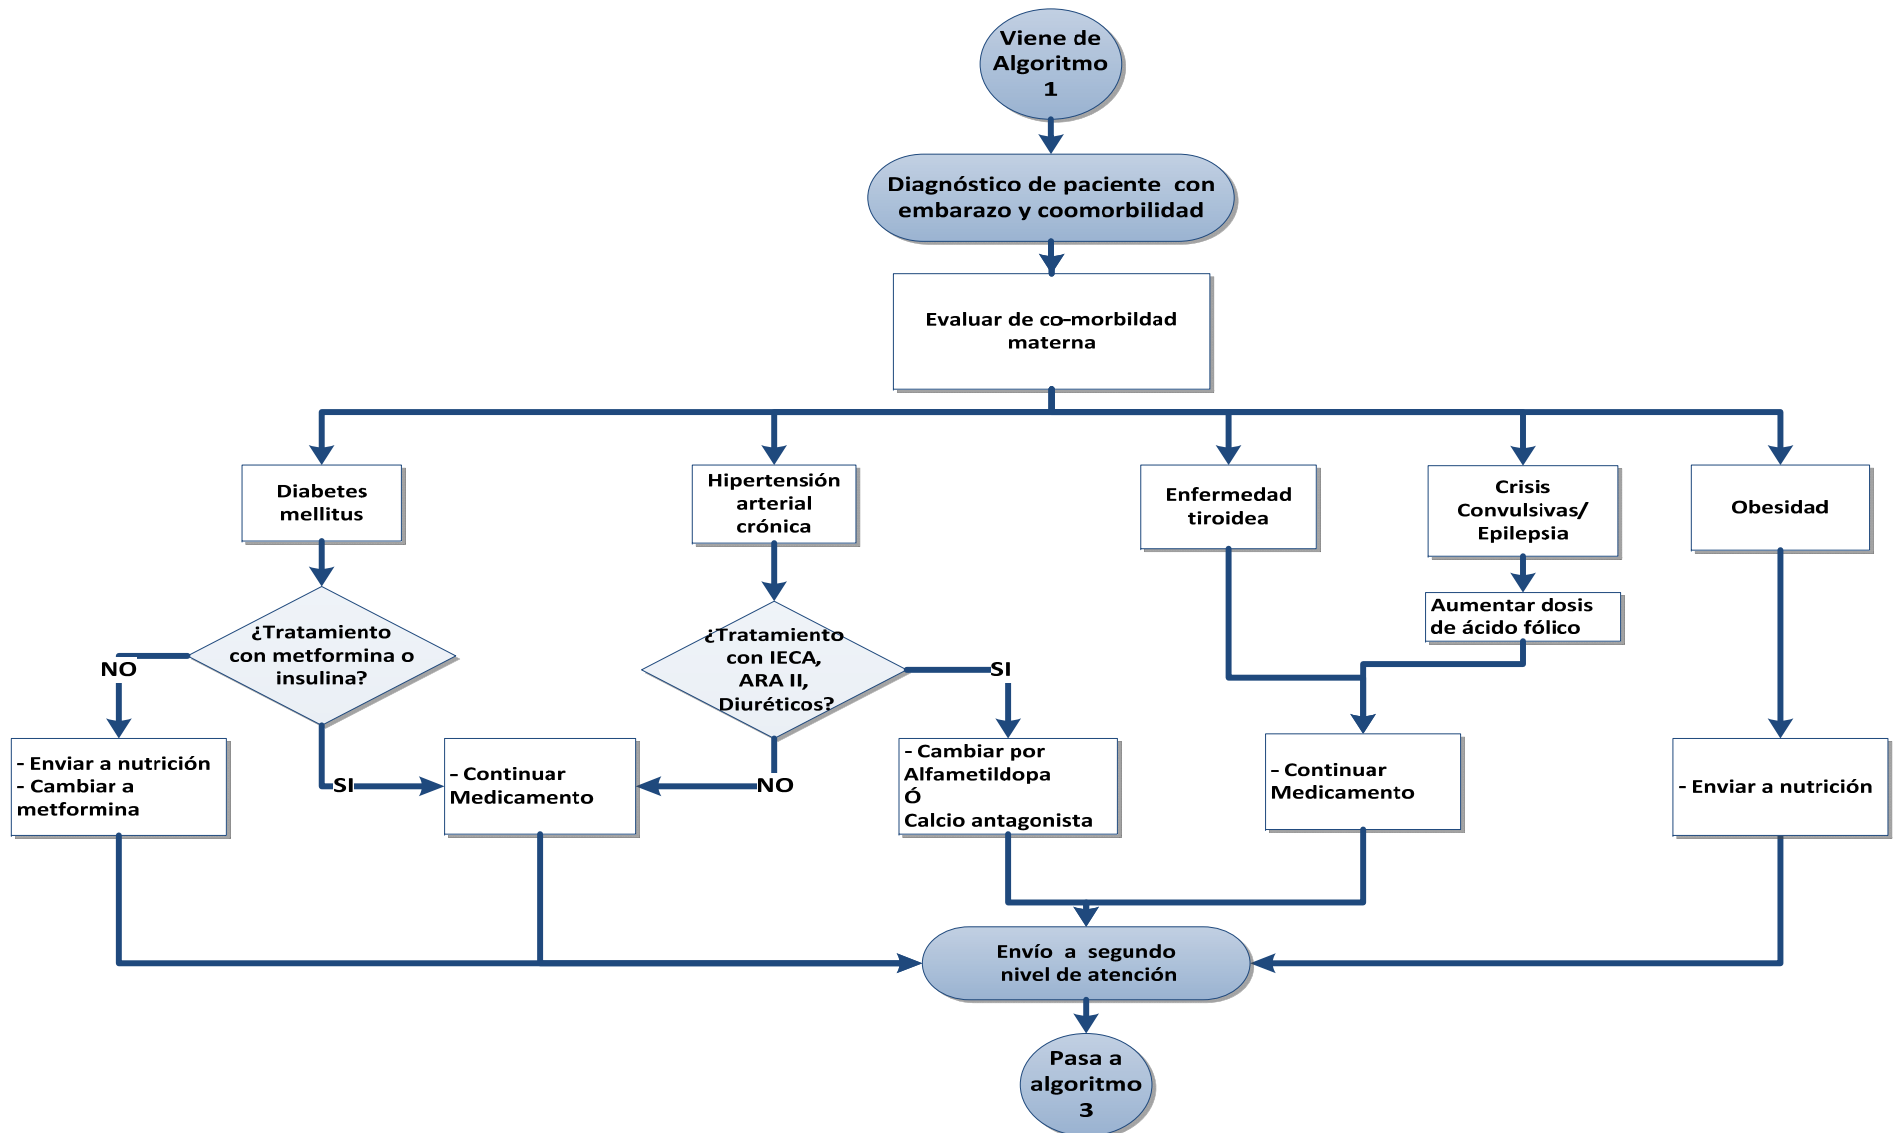 Viene de
Algoritmo
1
Diagnóstico de paciente con
embarazo y coomorbilidad
Evaluar de co-morbildad
materna
Diabetes
mellitus
Hipertensión
arterial
crónica
Enfermedad
tiroidea
Crisis
Convulsivas/
Epilepsia
Obesidad
¿Tratamiento
con metformina o
insulina?
¿Tratamiento
con IECA,
ARA II,
Diuréticos?
Aumentar dosis
de ácido fólico
NO
SI
SI
NO
- Enviar a nutrición
- Cambiar a
metformina
- Continuar
Medicamento
- Cambiar por
Alfametildopa
Ó
Calcio antagonista
- Continuar
Medicamento
- Enviar a nutrición
Envío a segundo
nivel de atención
Pasa a
algoritmo
3